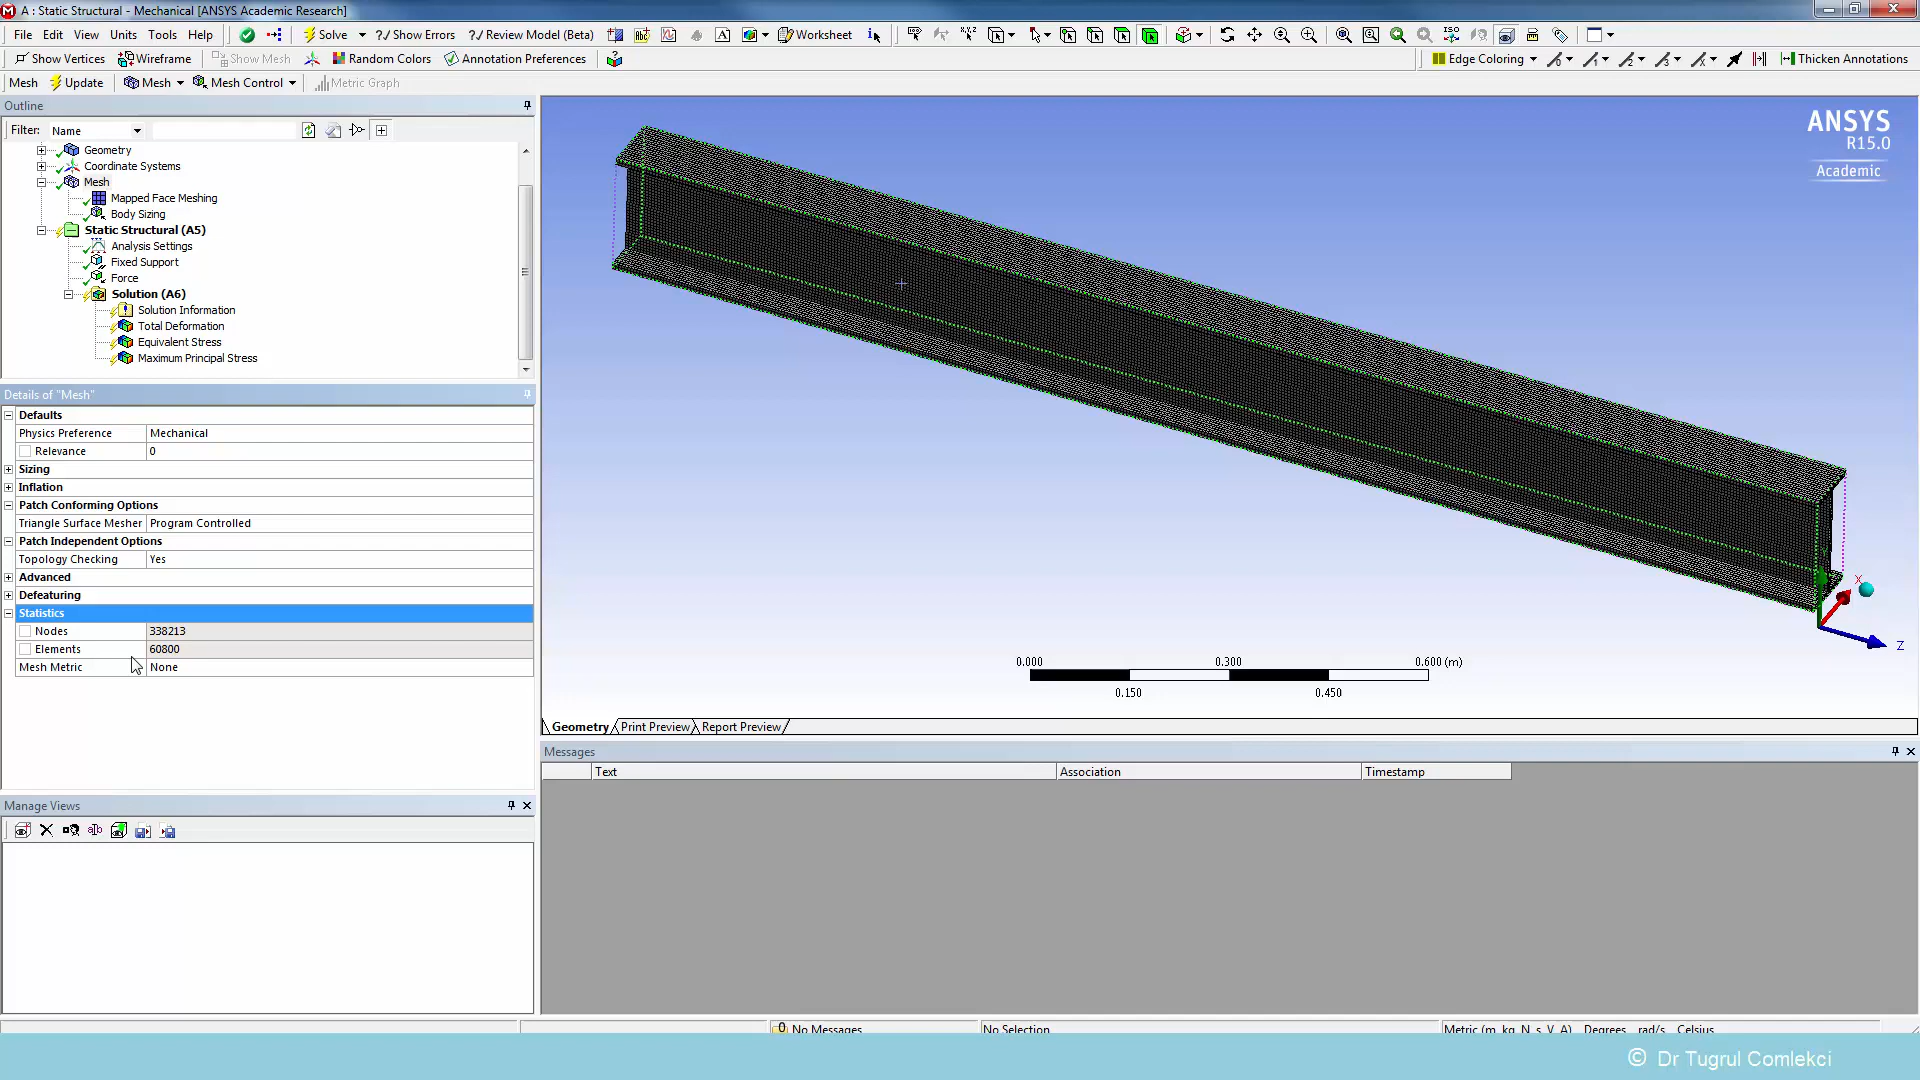 A : Static Structural - Mechanical [ANSYS Academic Research]
File Edit View Units Tools Help Solve ?/ Show Errors ?/ Review Model (Beta) Worksheet
Show Vertices Wireframe Show Mesh Random Colors Annotation Preferences Edge Coloring Thicken Annotations
Mesh Update Mesh Mesh Control Metric Graph
Outline
Filter: Name
Geometry
Coordinate Systems
Mesh
Mapped Face Meshing
Body Sizing
Static Structural (A5)
Analysis Settings
Fixed Support
Force
Solution (A6)
Solution Information
Total Deformation
Equivalent Stress
Maximum Principal Stress
Details of "Mesh"
Defaults
Physics Preference Mechanical
Relevance 0
Sizing
Inflation
Patch Conforming Options
Triangle Surface Mesher Program Controlled
Patch Independent Options
Topology Checking Yes
Advanced
Defeaturing
Statistics
Nodes 338213
Elements 60800
Mesh Metric None
Manage Views
ANSYS
R15.0
Academic
X
Z
0.000 0.300 0.600 (m)
0.150 0.450
Geometry Print Preview Report Preview
Messages
Text Association Timestamp
0 No Messages No Selection Metric (m, kg, N, s, V, A) Degrees rad/s Celsius
© Dr Tugrul Comlekci